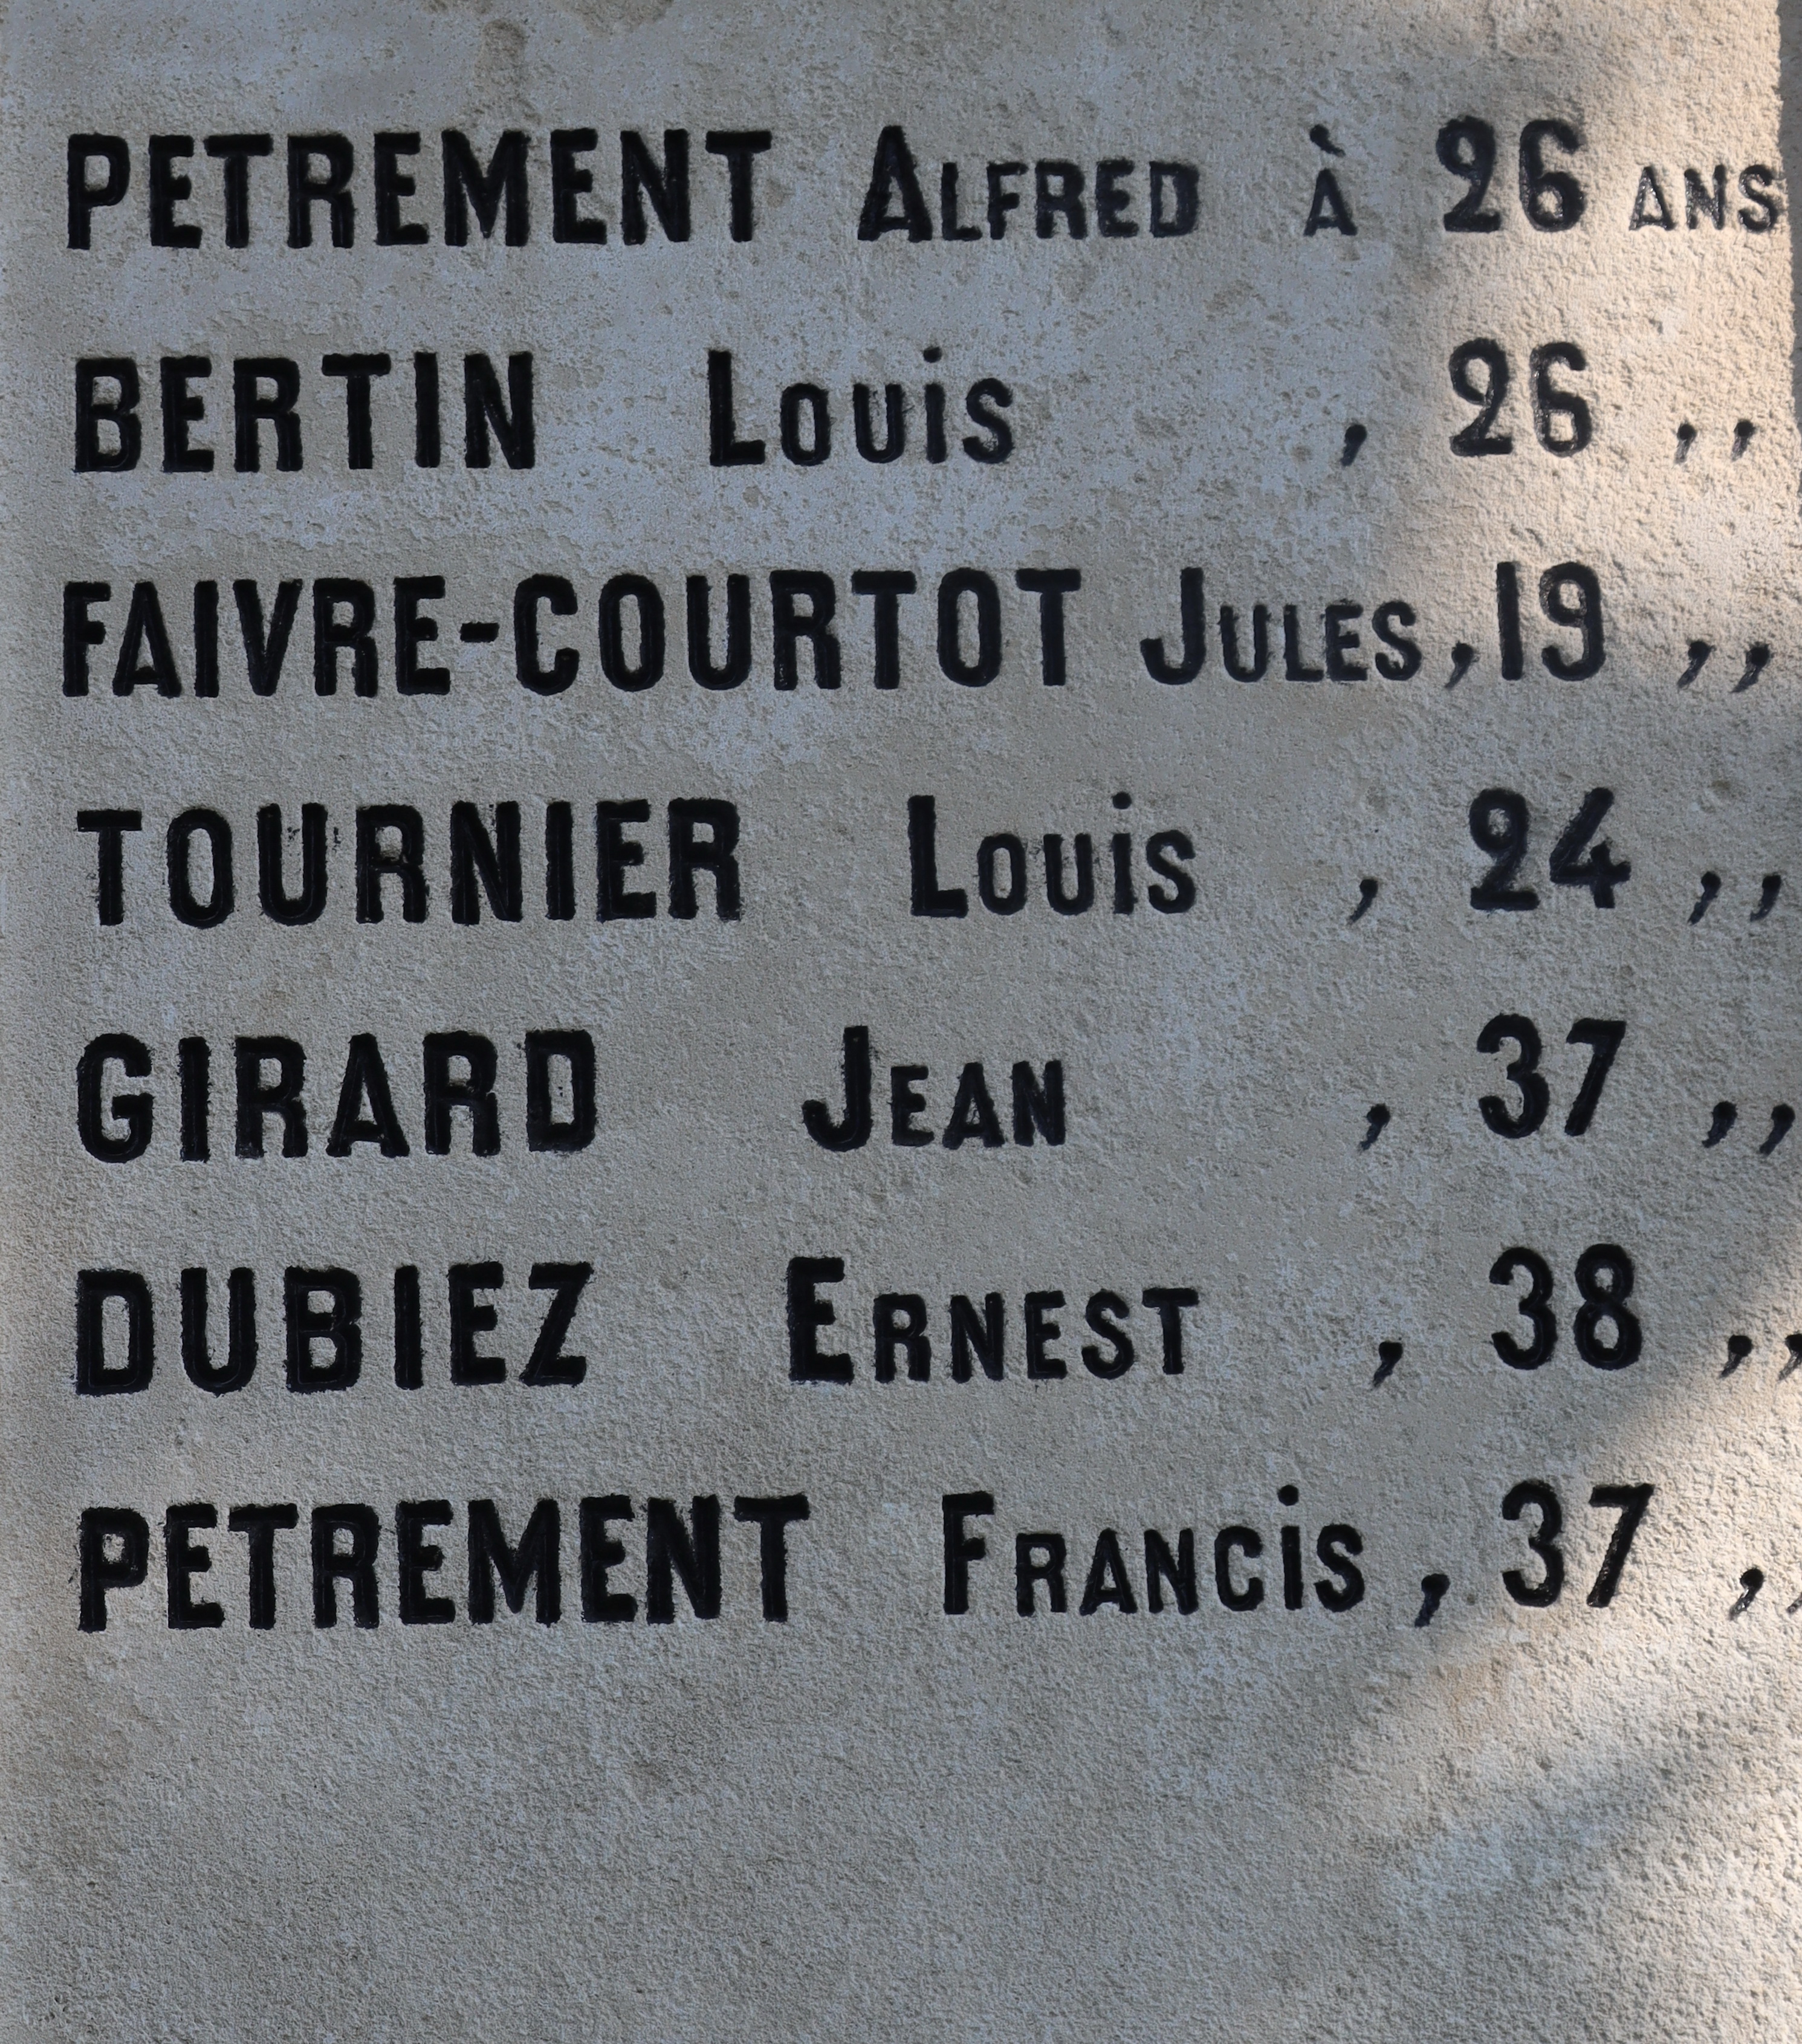 PETREMENT ALFRED À 26 ANS
BERTIN LOUiS , 26 ,,
FAIVRE-COURTOT JULES , 19 ,,
TOURNIER LOUiS , 24 ,,
GIRARD JEAN , 37 ,,
DUBIEZ ERNEST , 38 ,,
PETREMENT FRANCiS , 37 ,,